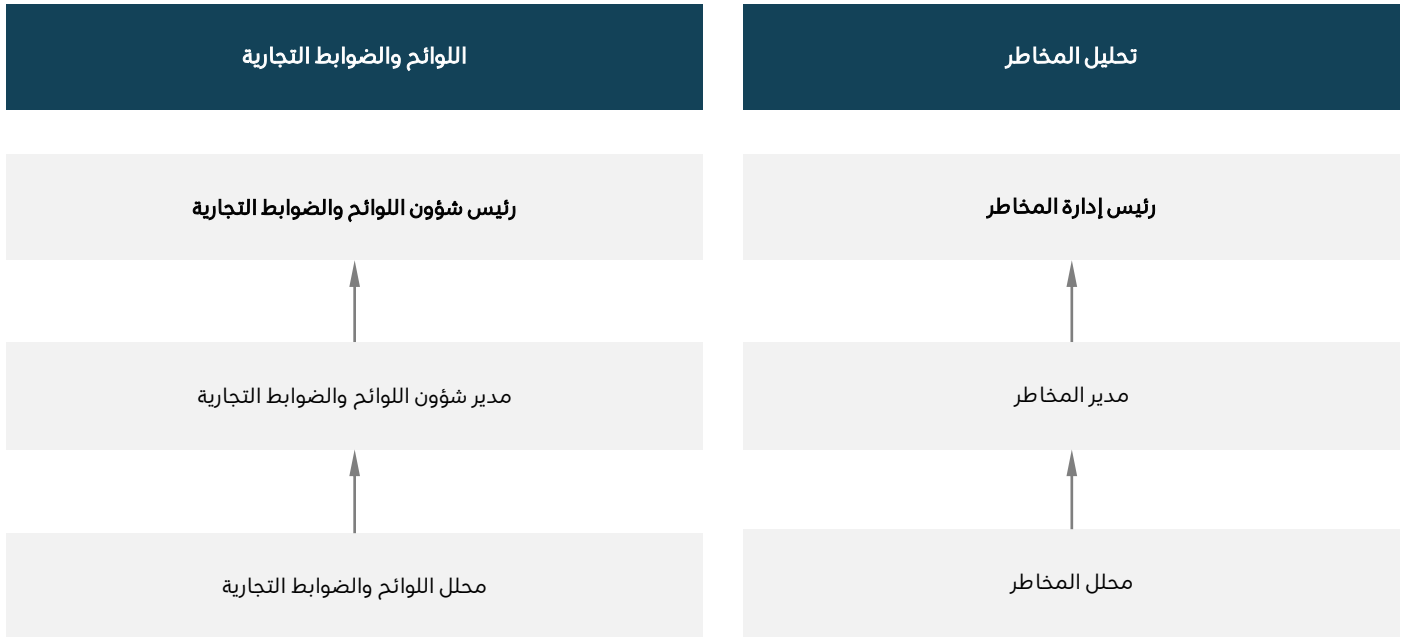 تحليل المخاطر
اللوائح والضوابط التجارية
رئيس إدارة المخاطر
رئيس شؤون اللوائح والضوابط التجارية
مدير المخاطر
مدير شؤون اللوائح والضوابط التجارية
محلل المخاطر
محلل اللوائح والضوابط التجارية